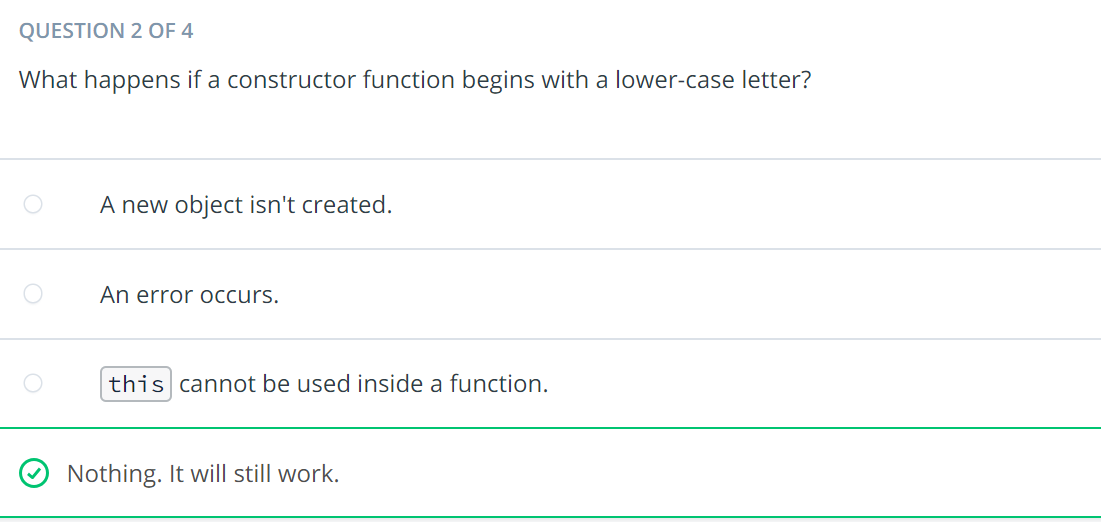 QUESTION 2 OF 4
What happens if a constructor function begins with a lower-case letter?
A new object isn't created.
An error occurs.
this cannot be used inside a function.
Nothing. It will still work.